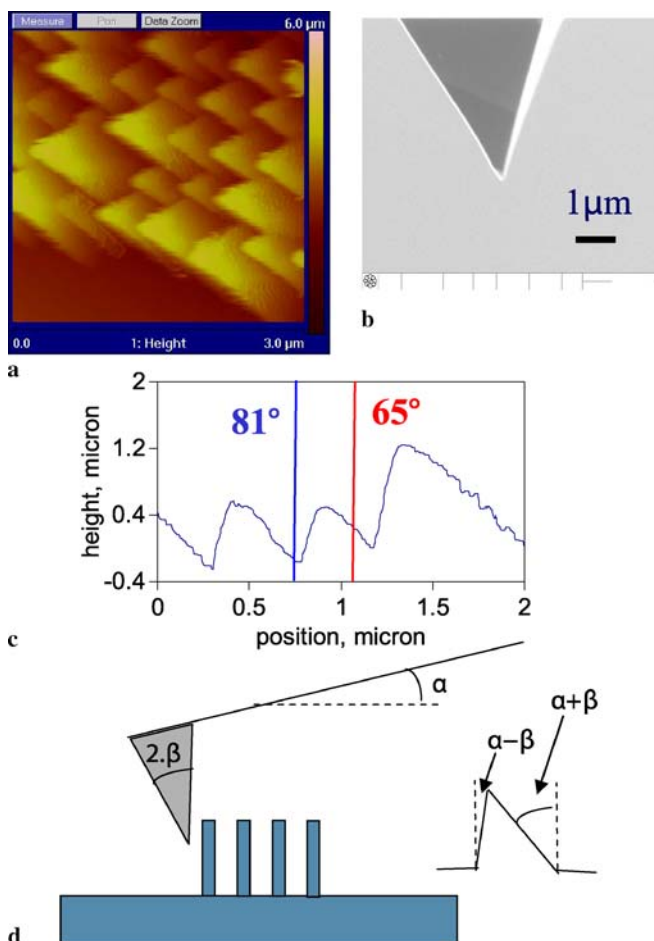 Measure Pan Data Zoom 6.0 µm
0.0 1: Height 3.0 µm
a
1µm
b
81° 65°
2
1.2
0.4
-0.4
height, micron
0 0.5 1 1.5 2
position, micron
c
α
2.β
α−β
α+β
d